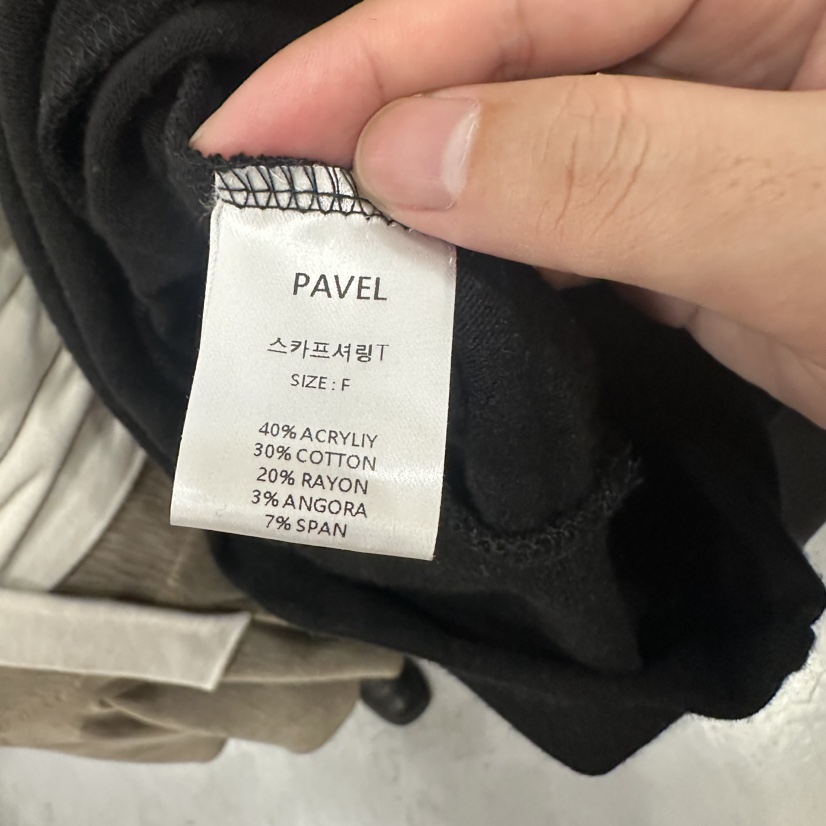 PAVEL
스카프셔링T
SIZE : F
40% ACRYLIY
30% COTTON
20% RAYON
3% ANGORA
7% SPAN